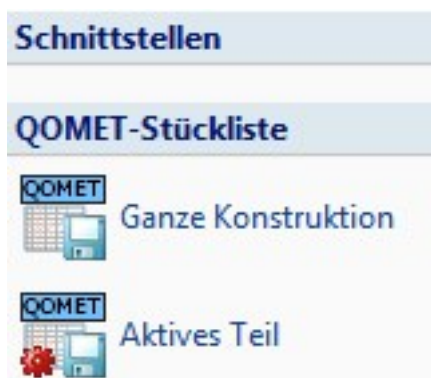 Schnittstellen
QOMET-Stückliste
QOMET
Ganze Konstruktion
QOMET
Aktives Teil